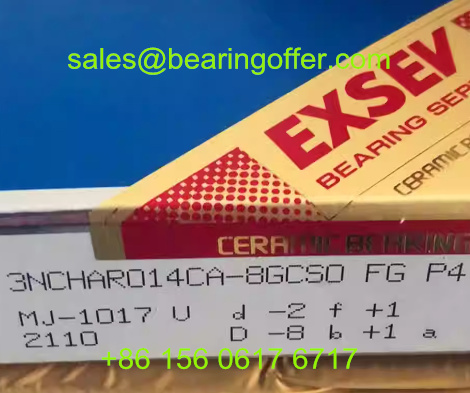 sales@bearingoffer.com
EXSEV
BEARING SER
CERAMIC B
CERAMIC BEARING
3NCHAR014CA-8GCS0 FG P4
MJ-1017 U d -2 f +1
2110 D -8 b +1 a
+86 156 0617 6717